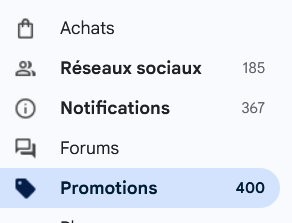 Achats
Réseaux sociaux 185
Notifications 367
Forums
Promotions 400